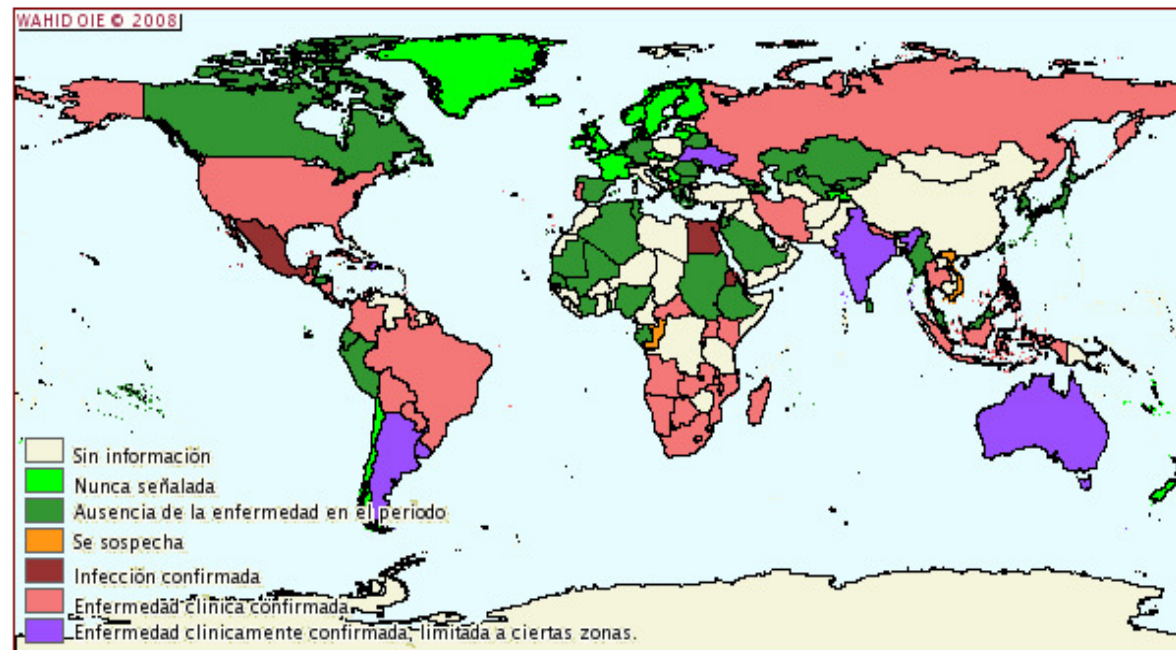 WAHID OIE © 2008
Sin información
Nunca señalada
Ausencia de la enfermedad en el periodo
Se sospecha
Infección confirmada
Enfermedad clínica confirmada
Enfermedad clinicamente confirmada, limitada a ciertas zonas.